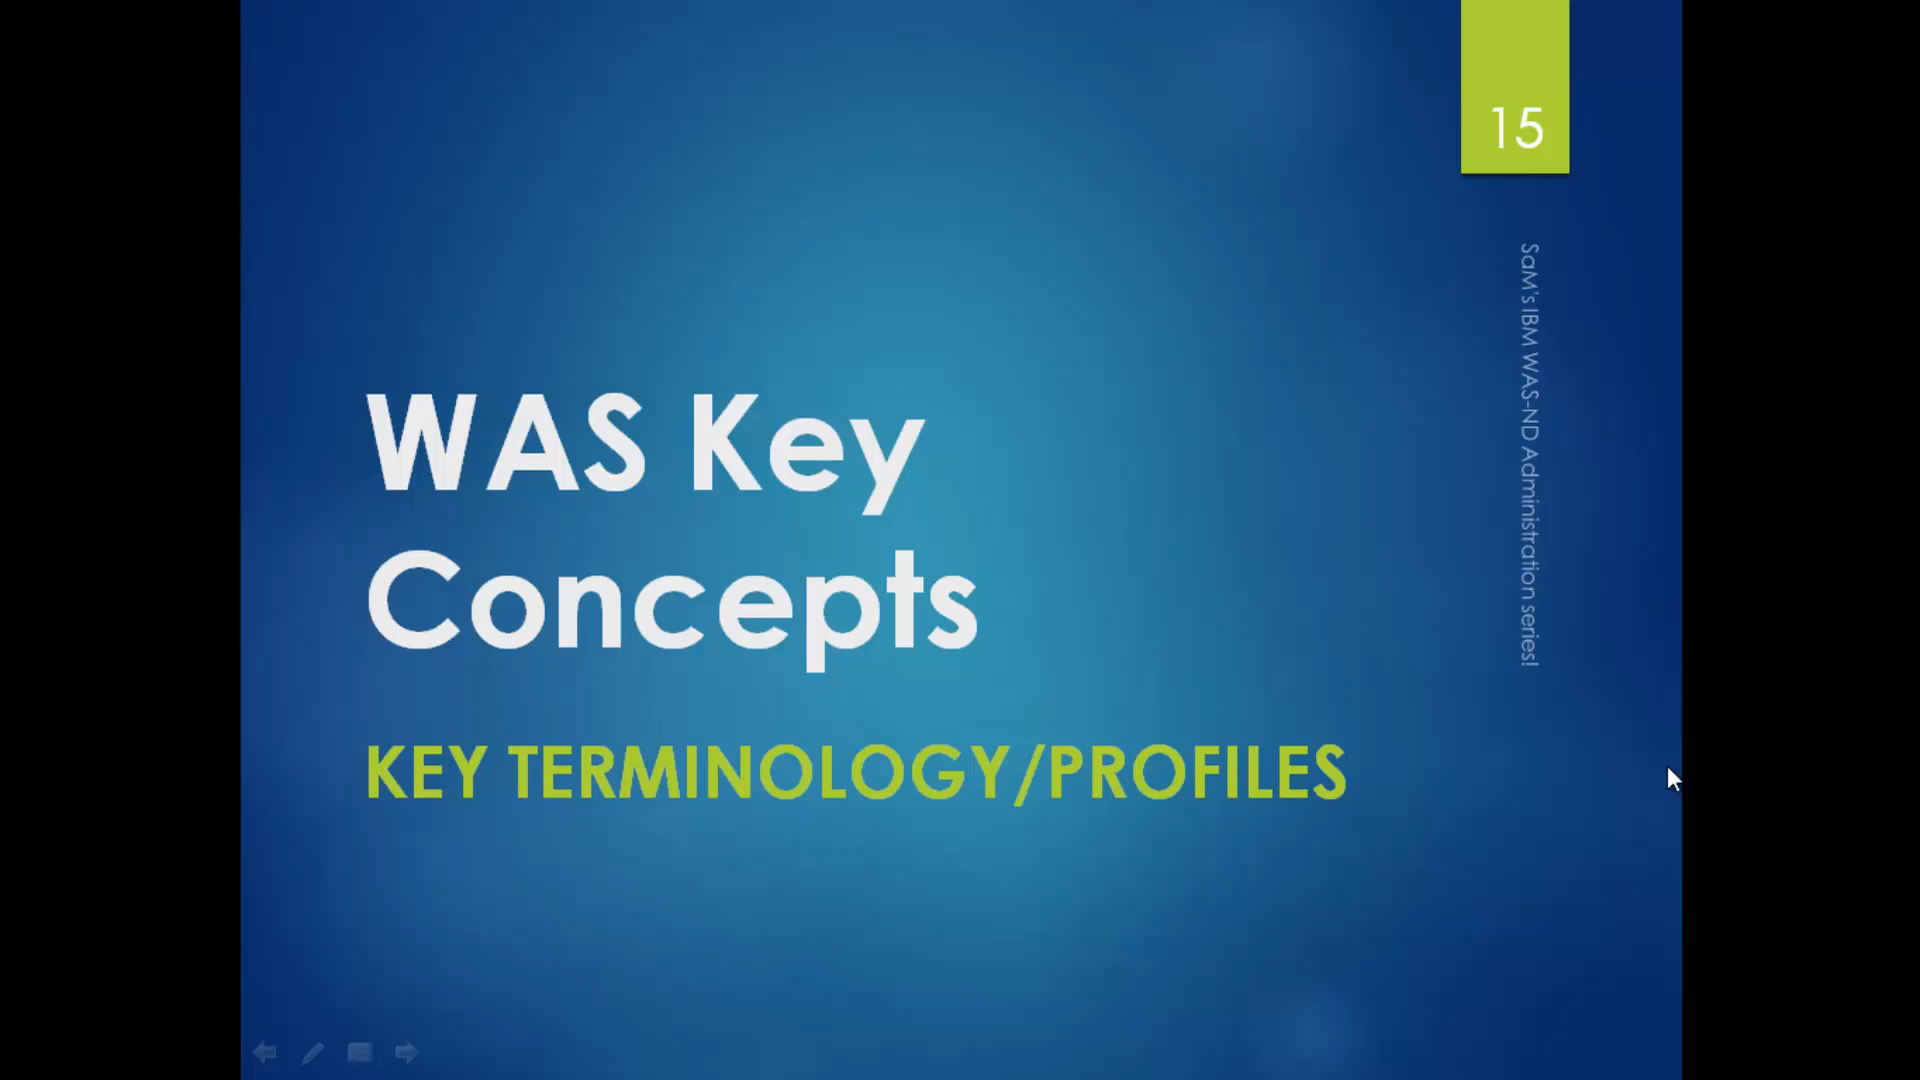 15
SaM's IBM WAS-ND Administration series!
WAS Key
Concepts
KEY TERMINOLOGY/PROFILES